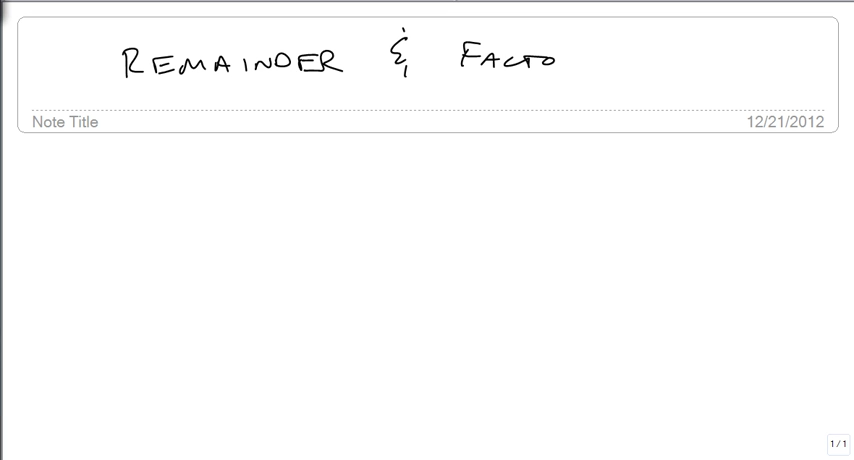 REMAINDER & FACTO
Note Title 12/21/2012
1 / 1